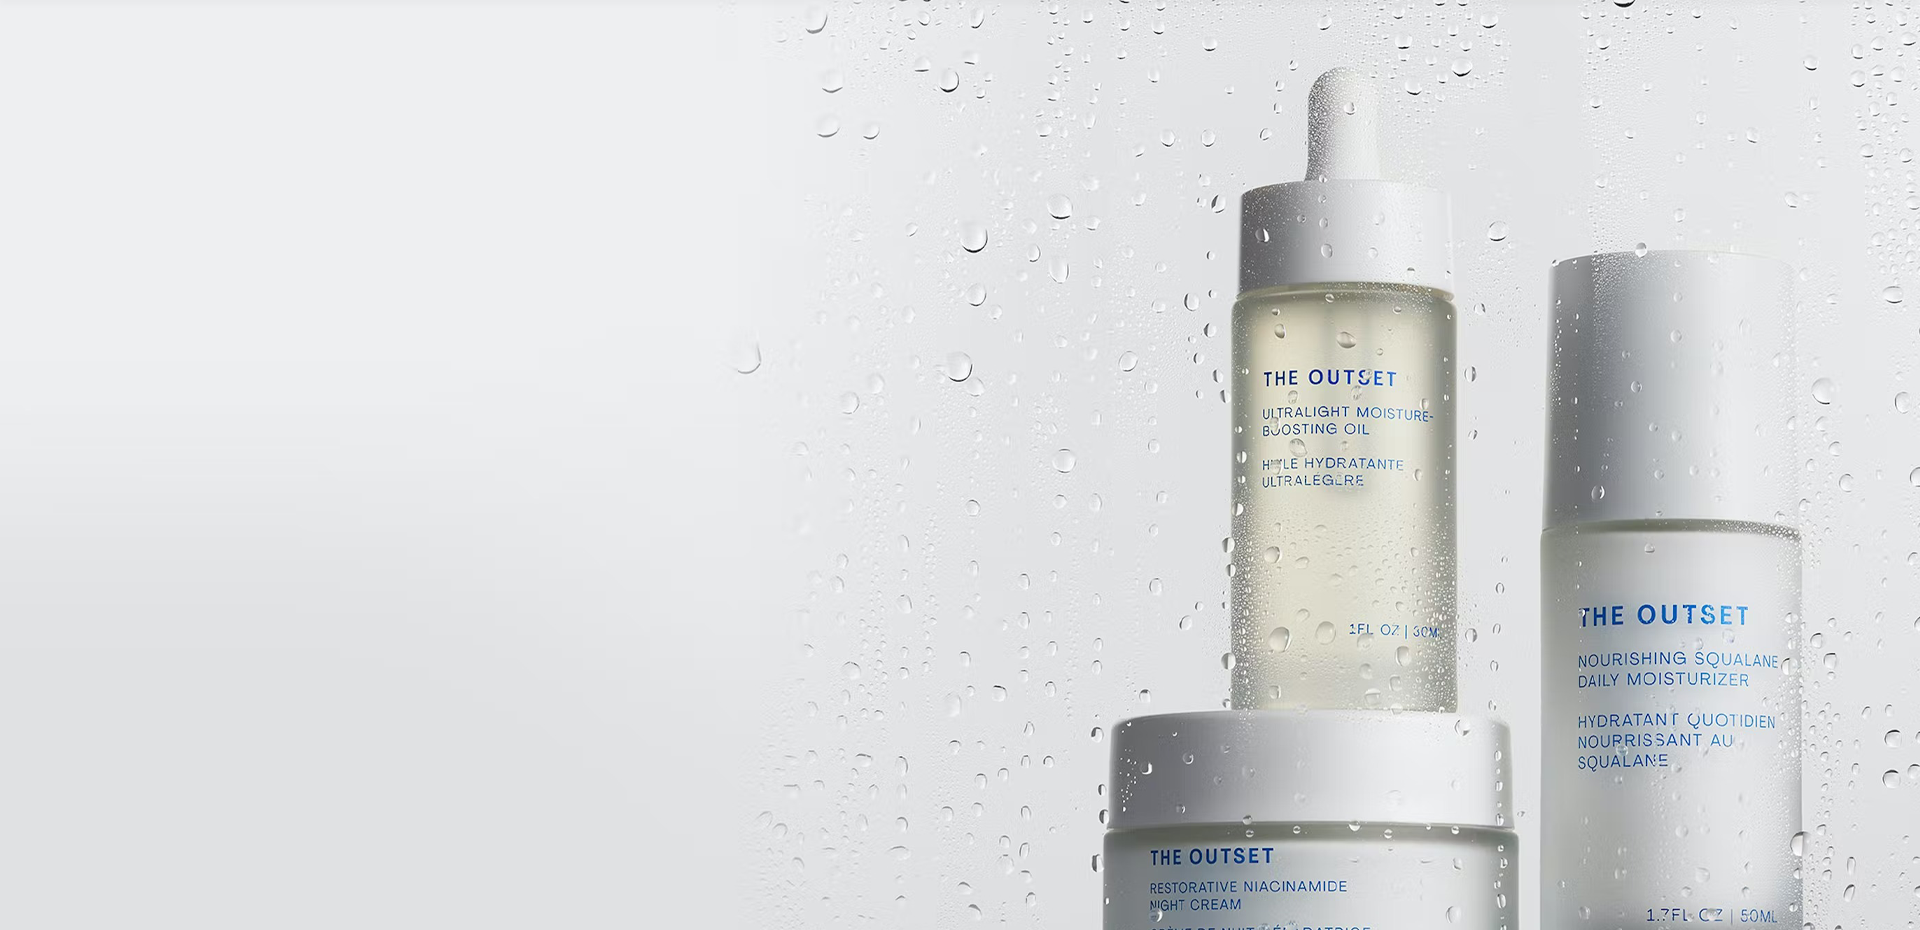 THE OUTSET
ULTRALIGHT MOISTURE-
BOOSTING OIL
HUILE HYDRATANTE
ULTRALÉGÈRE
1FL OZ | 30ML
THE OUTSET
NOURISHING SQUALANE
DAILY MOISTURIZER
HYDRATANT QUOTIDIEN
NOURRISSANT AU
SQUALANE
1.7FL OZ | 50ML
THE OUTSET
RESTORATIVE NIACINAMIDE
NIGHT CREAM